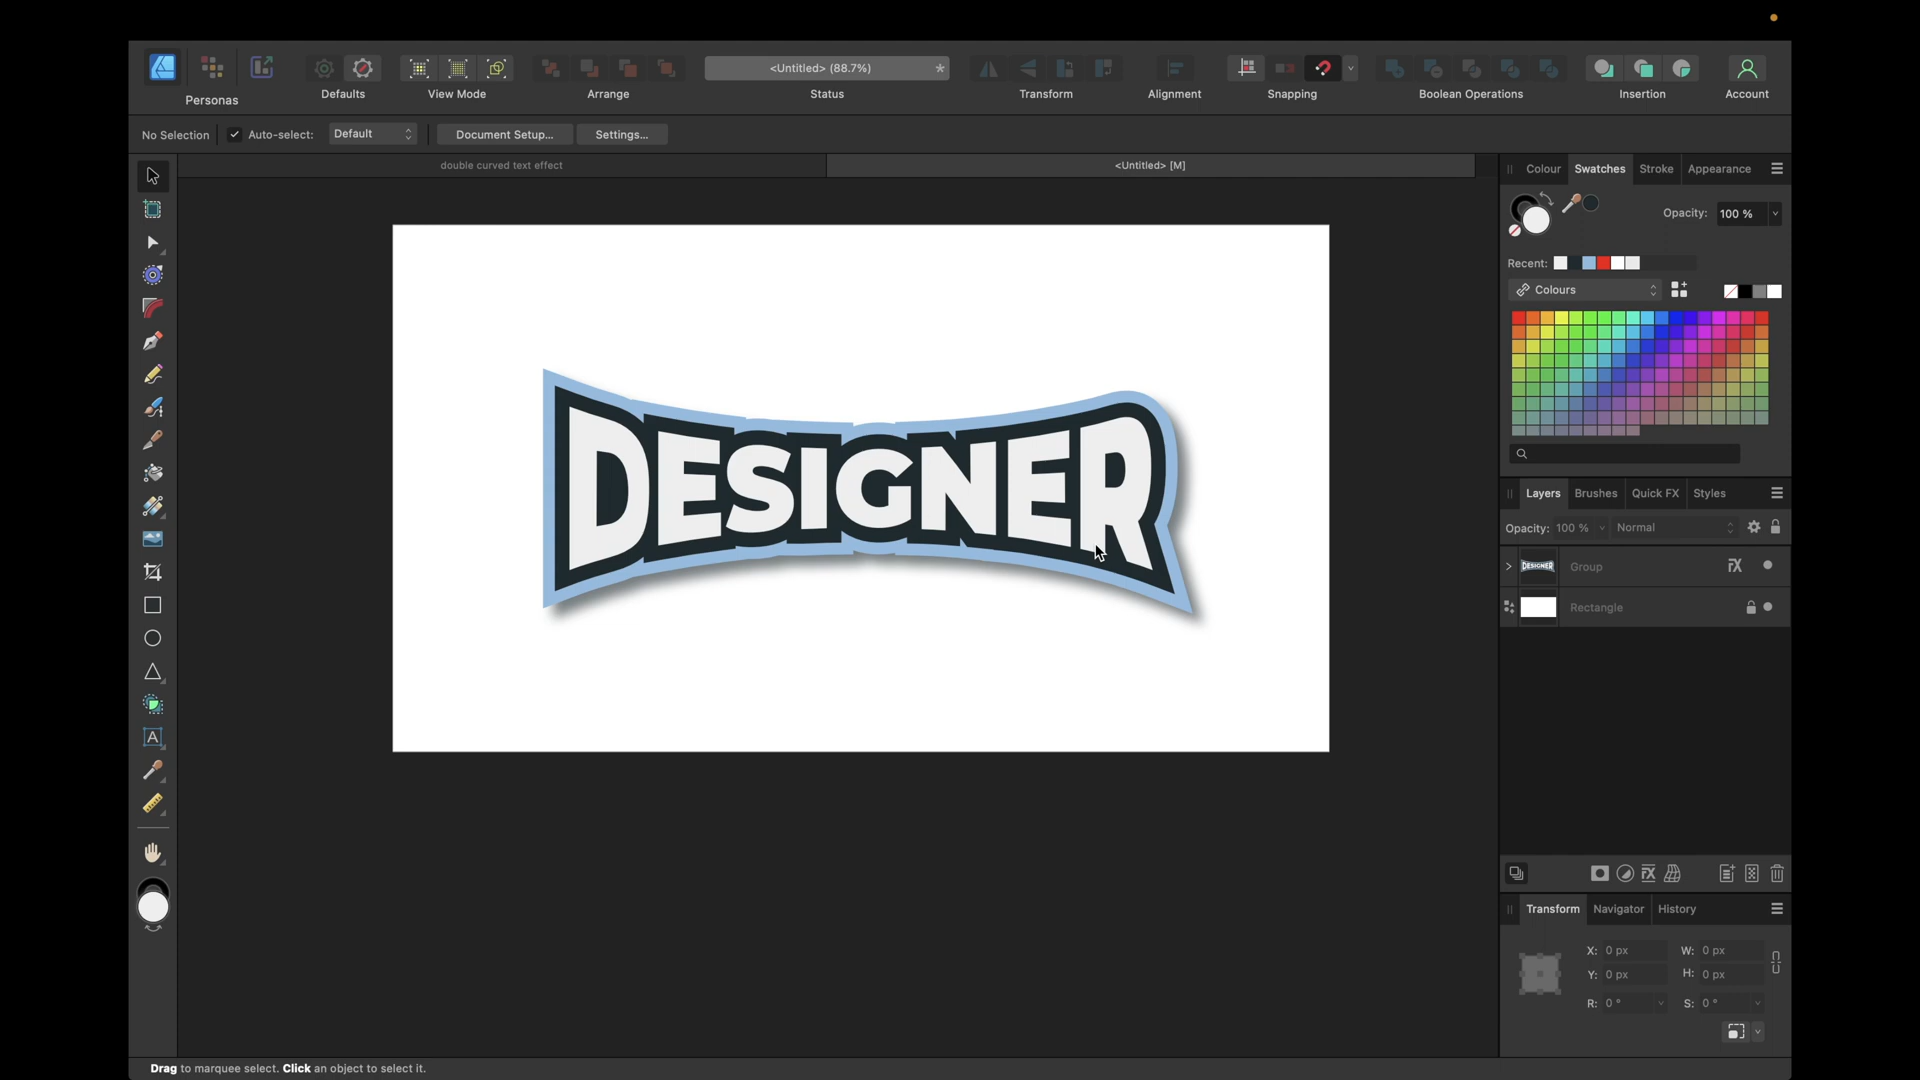 <Untitled> (88.7%) *
Personas Defaults View Mode Arrange Status Transform Alignment Snapping Boolean Operations Insertion Account
No Selection Auto-select: Default Document Setup... Settings...
double curved text effect <Untitled> [M]
Colour Swatches Stroke Appearance
Opacity: 100 %
Recent:
Colours
DESIGNER
Layers Brushes Quick FX Styles
Opacity: 100 % Normal
DESIGNER Group
Rectangle
A
Transform Navigator History
X: 0 px W: 0 px
Y: 0 px H: 0 px
R: 0 ° S: 0 °
Drag to marquee select. Click an object to select it.